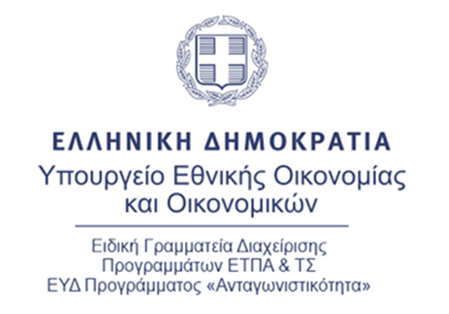 ΕΛΛΗΝΙΚΗ ΔΗΜΟΚΡΑΤΙΑ
Υπουργείο Εθνικής Οικονομίας
και Οικονομικών
Ειδική Γραμματεία Διαχείρισης
Προγραμμάτων ΕΤΠΑ & ΤΣ
ΕΥΔ Προγράμματος «Ανταγωνιστικότητα»